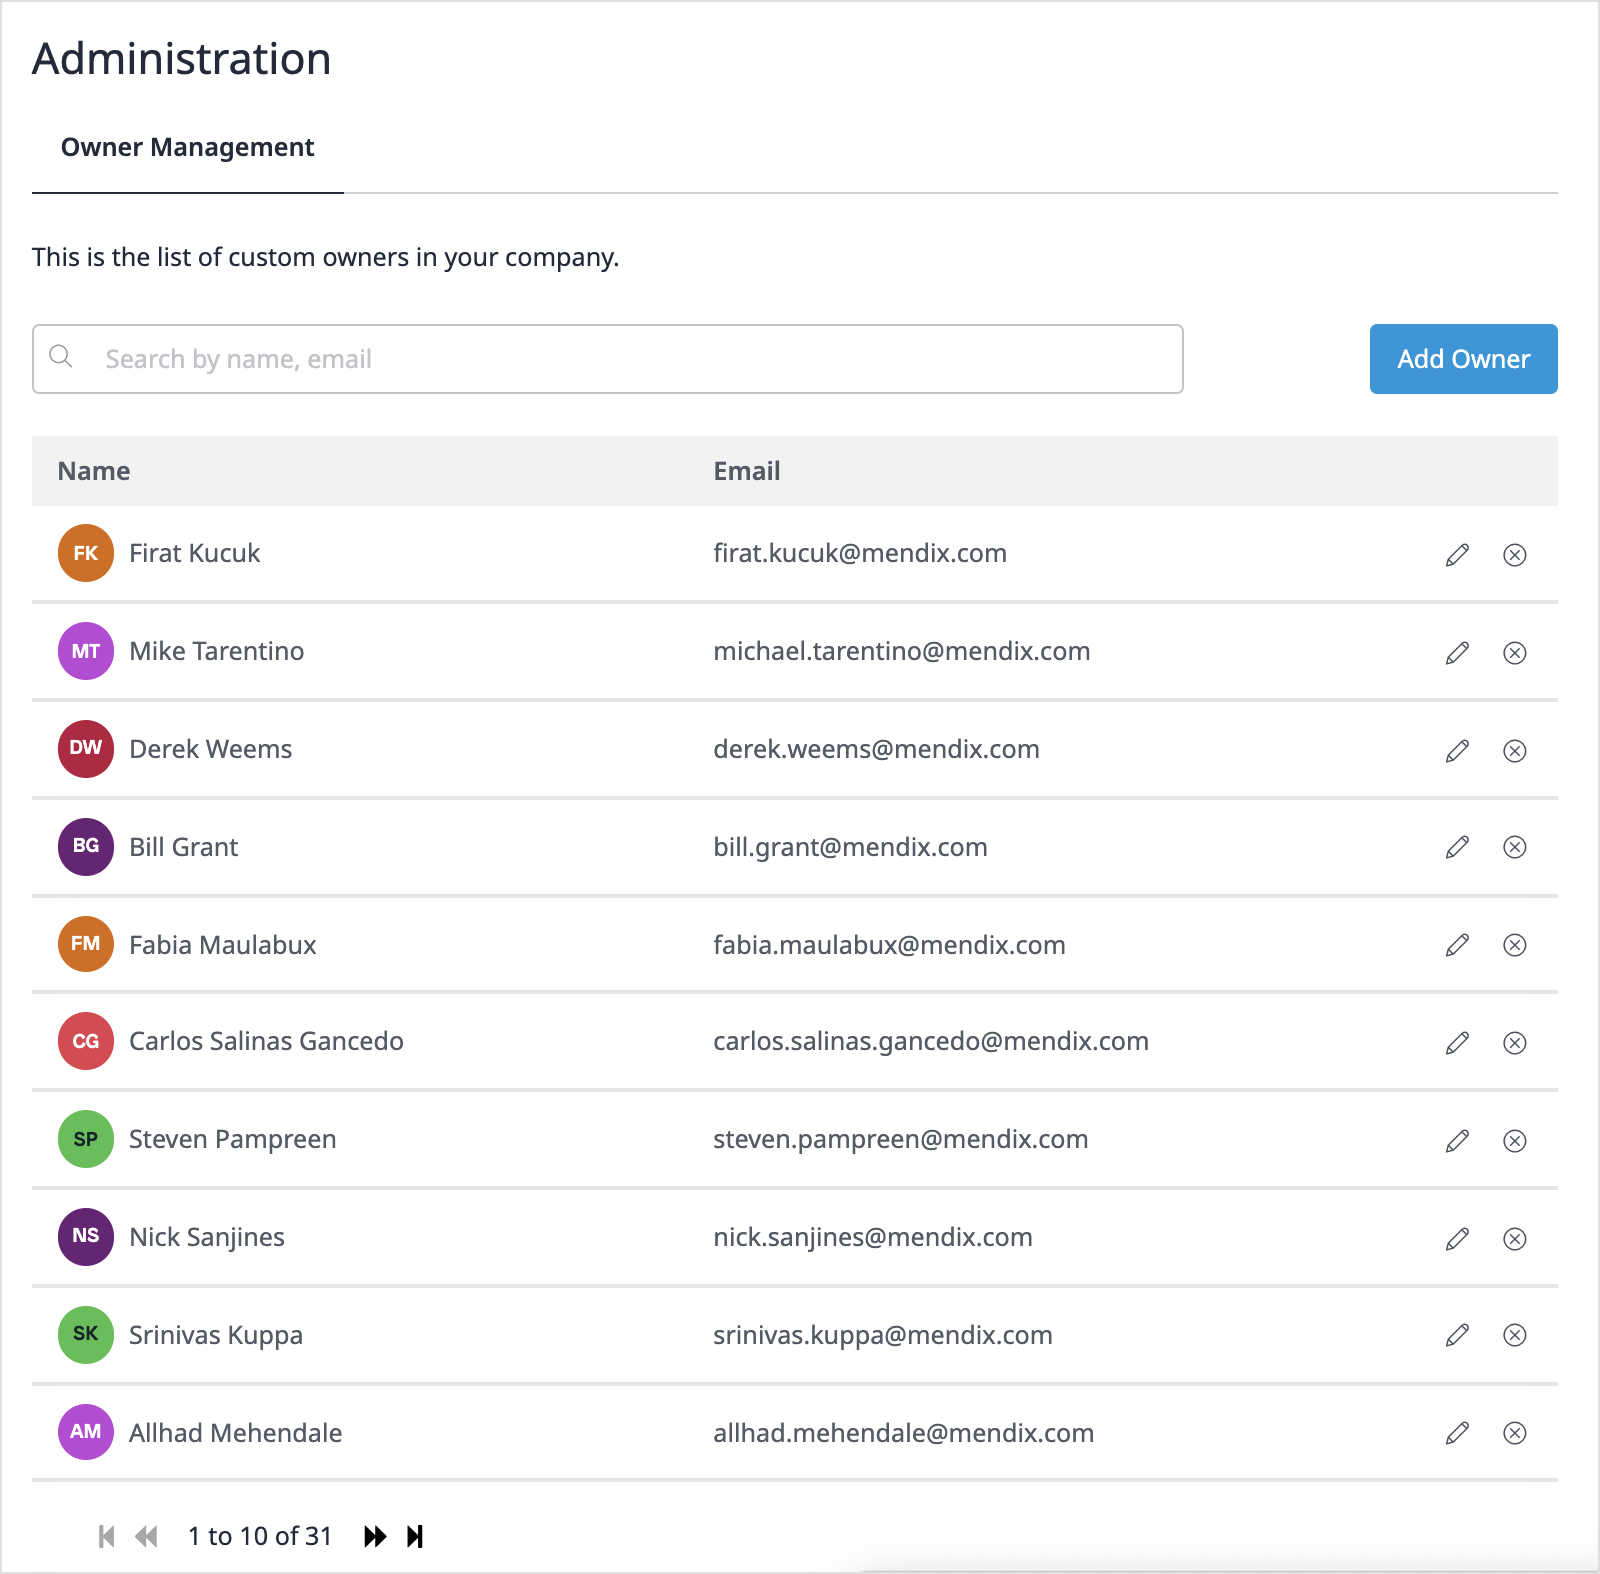 Administration
Owner Management
This is the list of custom owners in your company.
Search by name, email
Add Owner
Name Email
FK Firat Kucuk firat.kucuk@mendix.com
MT Mike Tarentino michael.tarentino@mendix.com
DW Derek Weems derek.weems@mendix.com
BG Bill Grant bill.grant@mendix.com
FM Fabia Maulabux fabia.maulabux@mendix.com
CG Carlos Salinas Gancedo carlos.salinas.gancedo@mendix.com
SP Steven Pampreen steven.pampreen@mendix.com
NS Nick Sanjines nick.sanjines@mendix.com
SK Srinivas Kuppa srinivas.kuppa@mendix.com
AM Allhad Mehendale allhad.mehendale@mendix.com
1 to 10 of 31